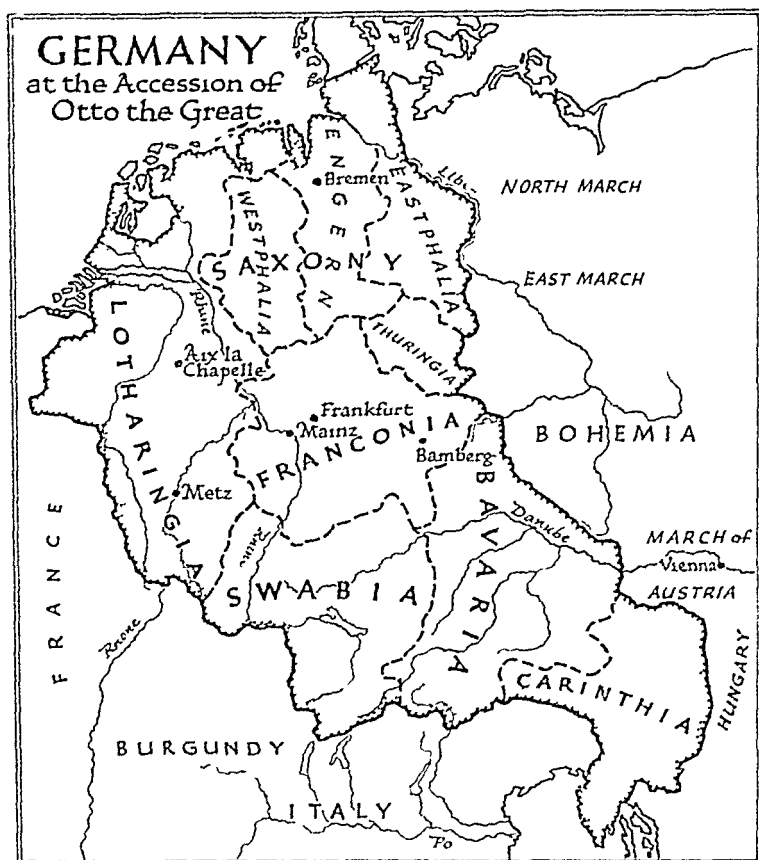 GERMANY
at the Accession of
Otto the Great
ENGERN
Bremen
EASTPHALIA
WESTPHALIA
SAXONY
NORTH MARCH
EAST MARCH
Rhine
LOTHARINGIA
THURINGIA
Aix la
Chapelle
Frankfurt
Mainz
FRANCONIA
Bamberg
BOHEMIA
Metz
BAVARIA
Danube
MARCH of
Vienna
AUSTRIA
FRANCE
SWABIA
CARINTHIA
HUNGARY
BURGUNDY
ITALY
Po